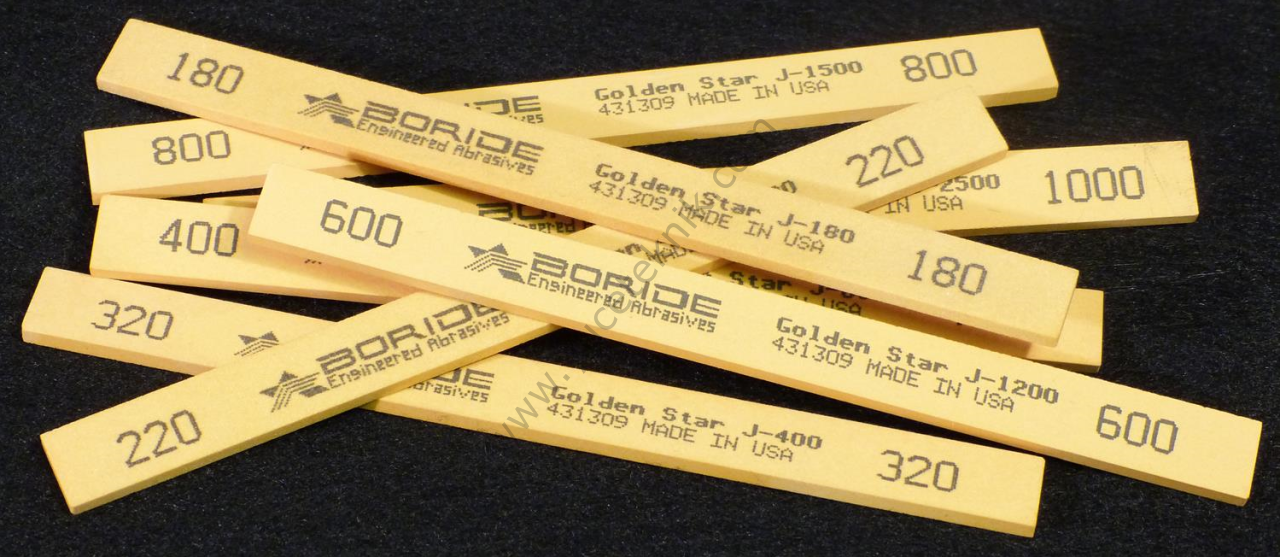 180
BORIDE
Engineered Abrasives
Golden Star J-180
431309 MADE IN USA
180
800
Golden Star J-1500
431309 MADE IN USA
800
220
2500
IN USA
1000
400
600
BORIDE
Engineered Abrasives
Golden Star J-1200
431309 MADE IN USA
600
320
Golden Star J-400
431309 MADE IN USA
320
220
BORIDE
Engineered Abrasives